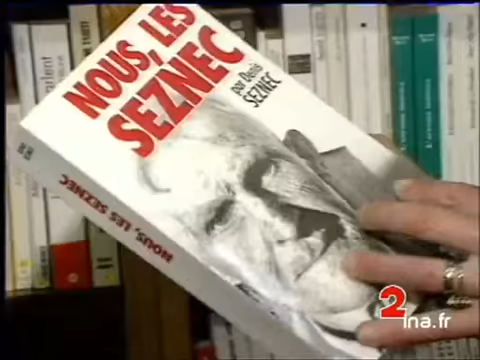 NOUS, LES
SEZNEC
par Denis
SEZNEC
NOUS, LES SEZNEC
2
ina.fr